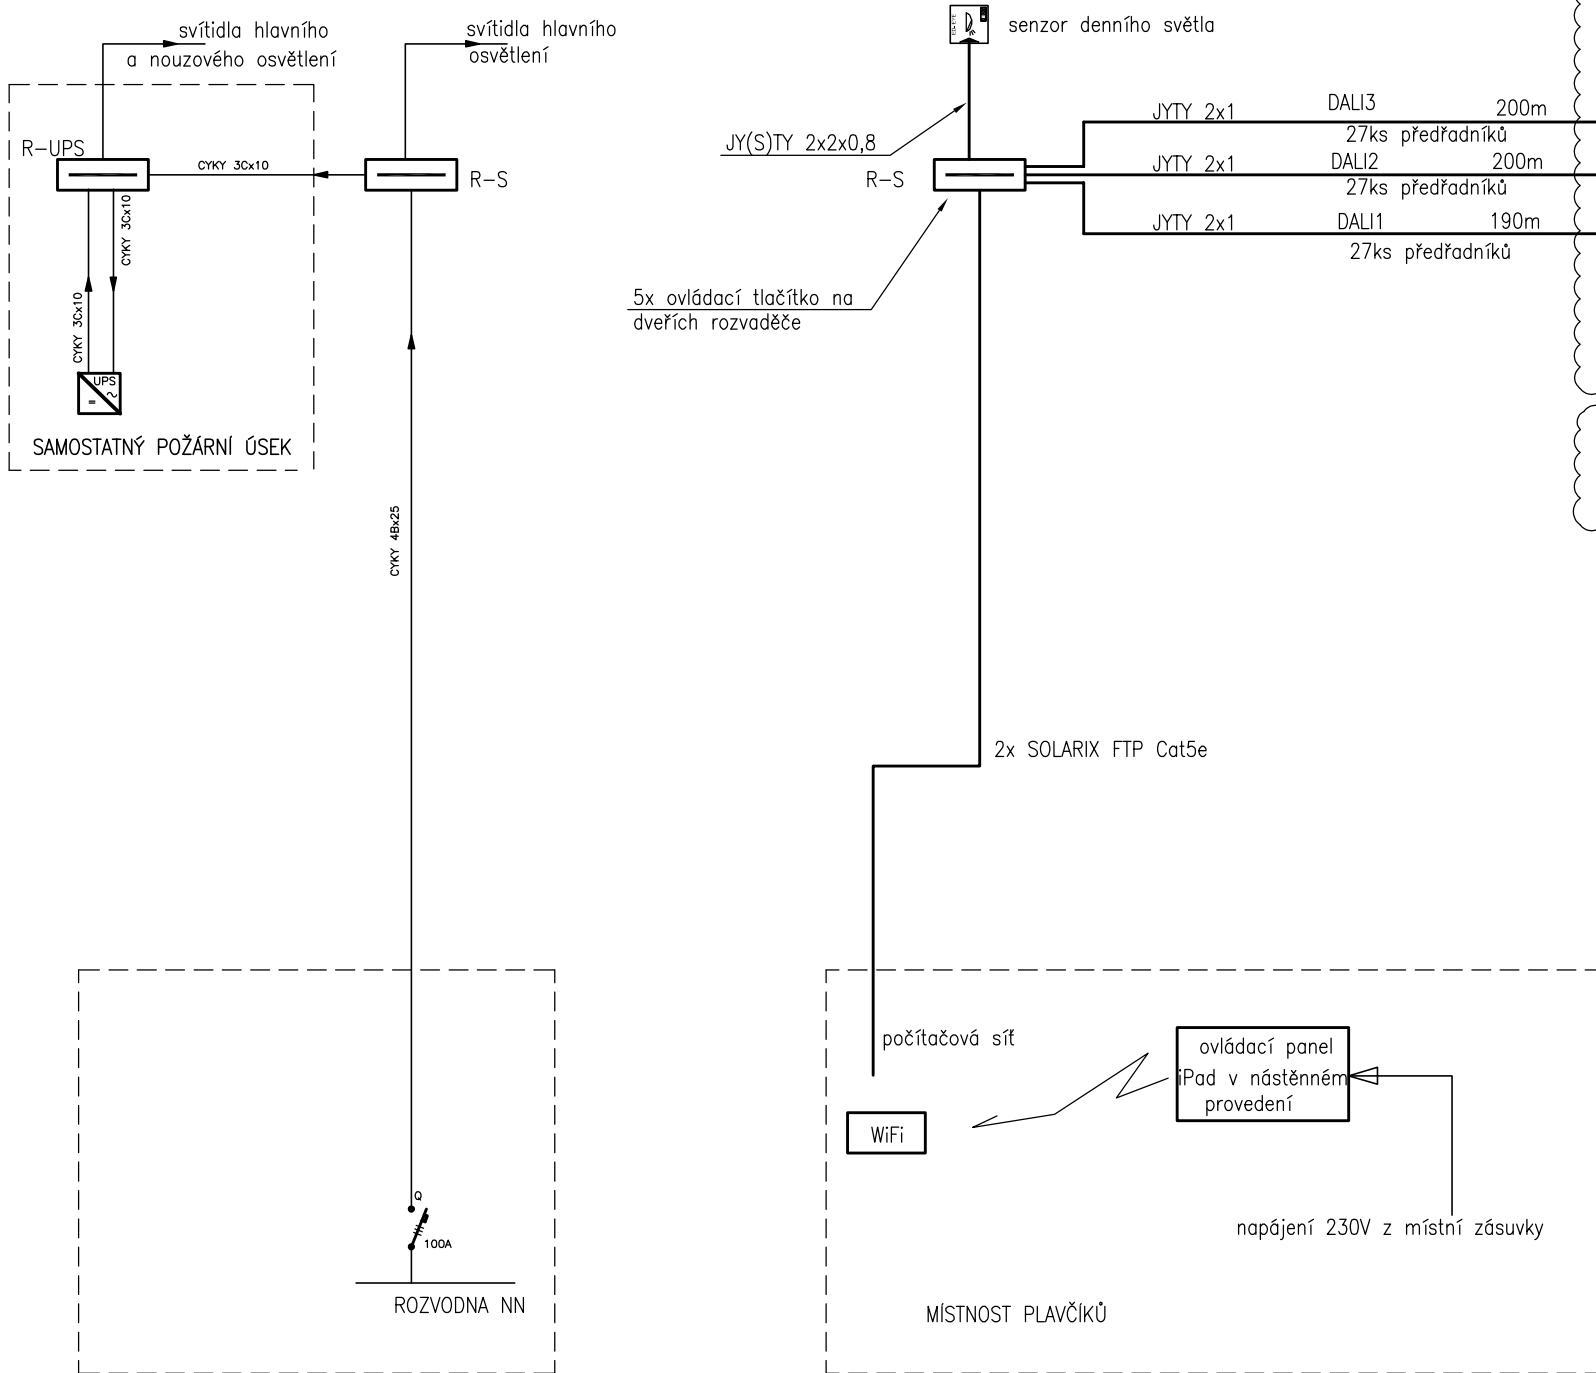 svítidla hlavního
a nouzového osvětlení
svítidla hlavního
osvětlení
R-UPS
CYKY 3Cx10
R-S
CYKY 3Cx10
CYKY 3Cx10
UPS
=
~
SAMOSTATNÝ POŽÁRNÍ ÚSEK
CYKY 4Bx25
Q
100A
ROZVODNA NN
senzor denního světla
JY(S)TY 2x2x0,8
R-S
JYTY 2x1 DALI3 200m
27ks předřadníků
JYTY 2x1 DALI2 200m
27ks předřadníků
JYTY 2x1 DALI1 190m
27ks předřadníků
5x ovládací tlačítko na
dveřích rozvaděče
2x SOLARIX FTP Cat5e
počítačová síť
ovládací panel
iPad v nástěnném
provedení
WiFi
napájení 230V z místní zásuvky
MÍSTNOST PLAVČÍKŮ